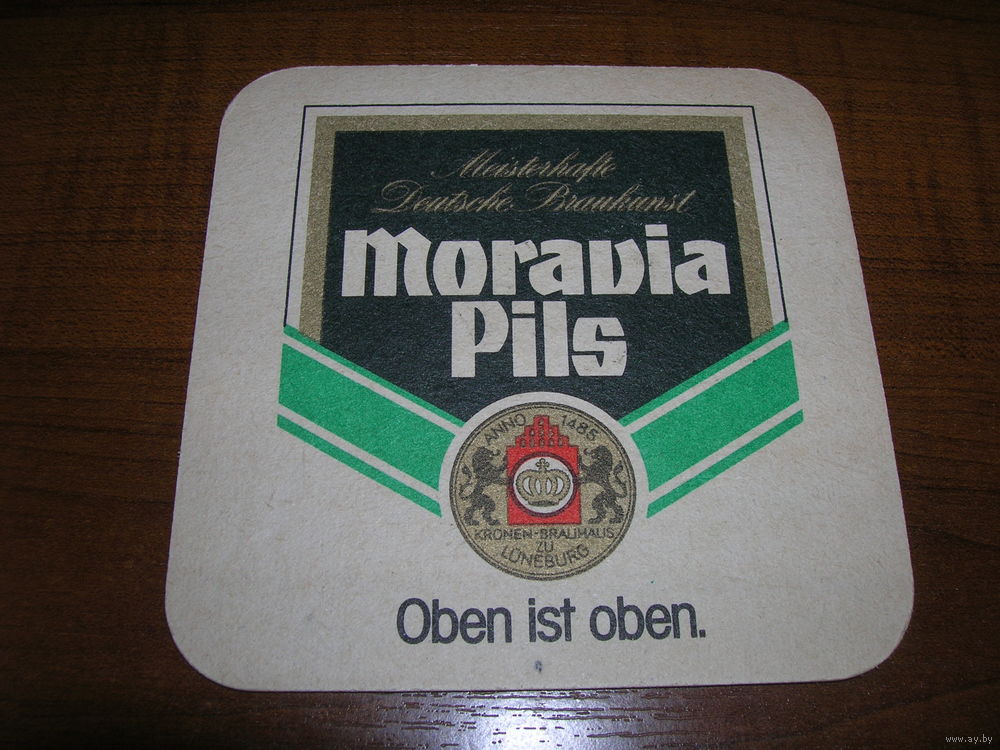 Meisterhafte
Deutsche Braukunst
Moravia
Pils
ANNO 1485
KRONEN-BRAUHAUS
ZU
LÜNEBURG
Oben ist oben.
www.ay.by